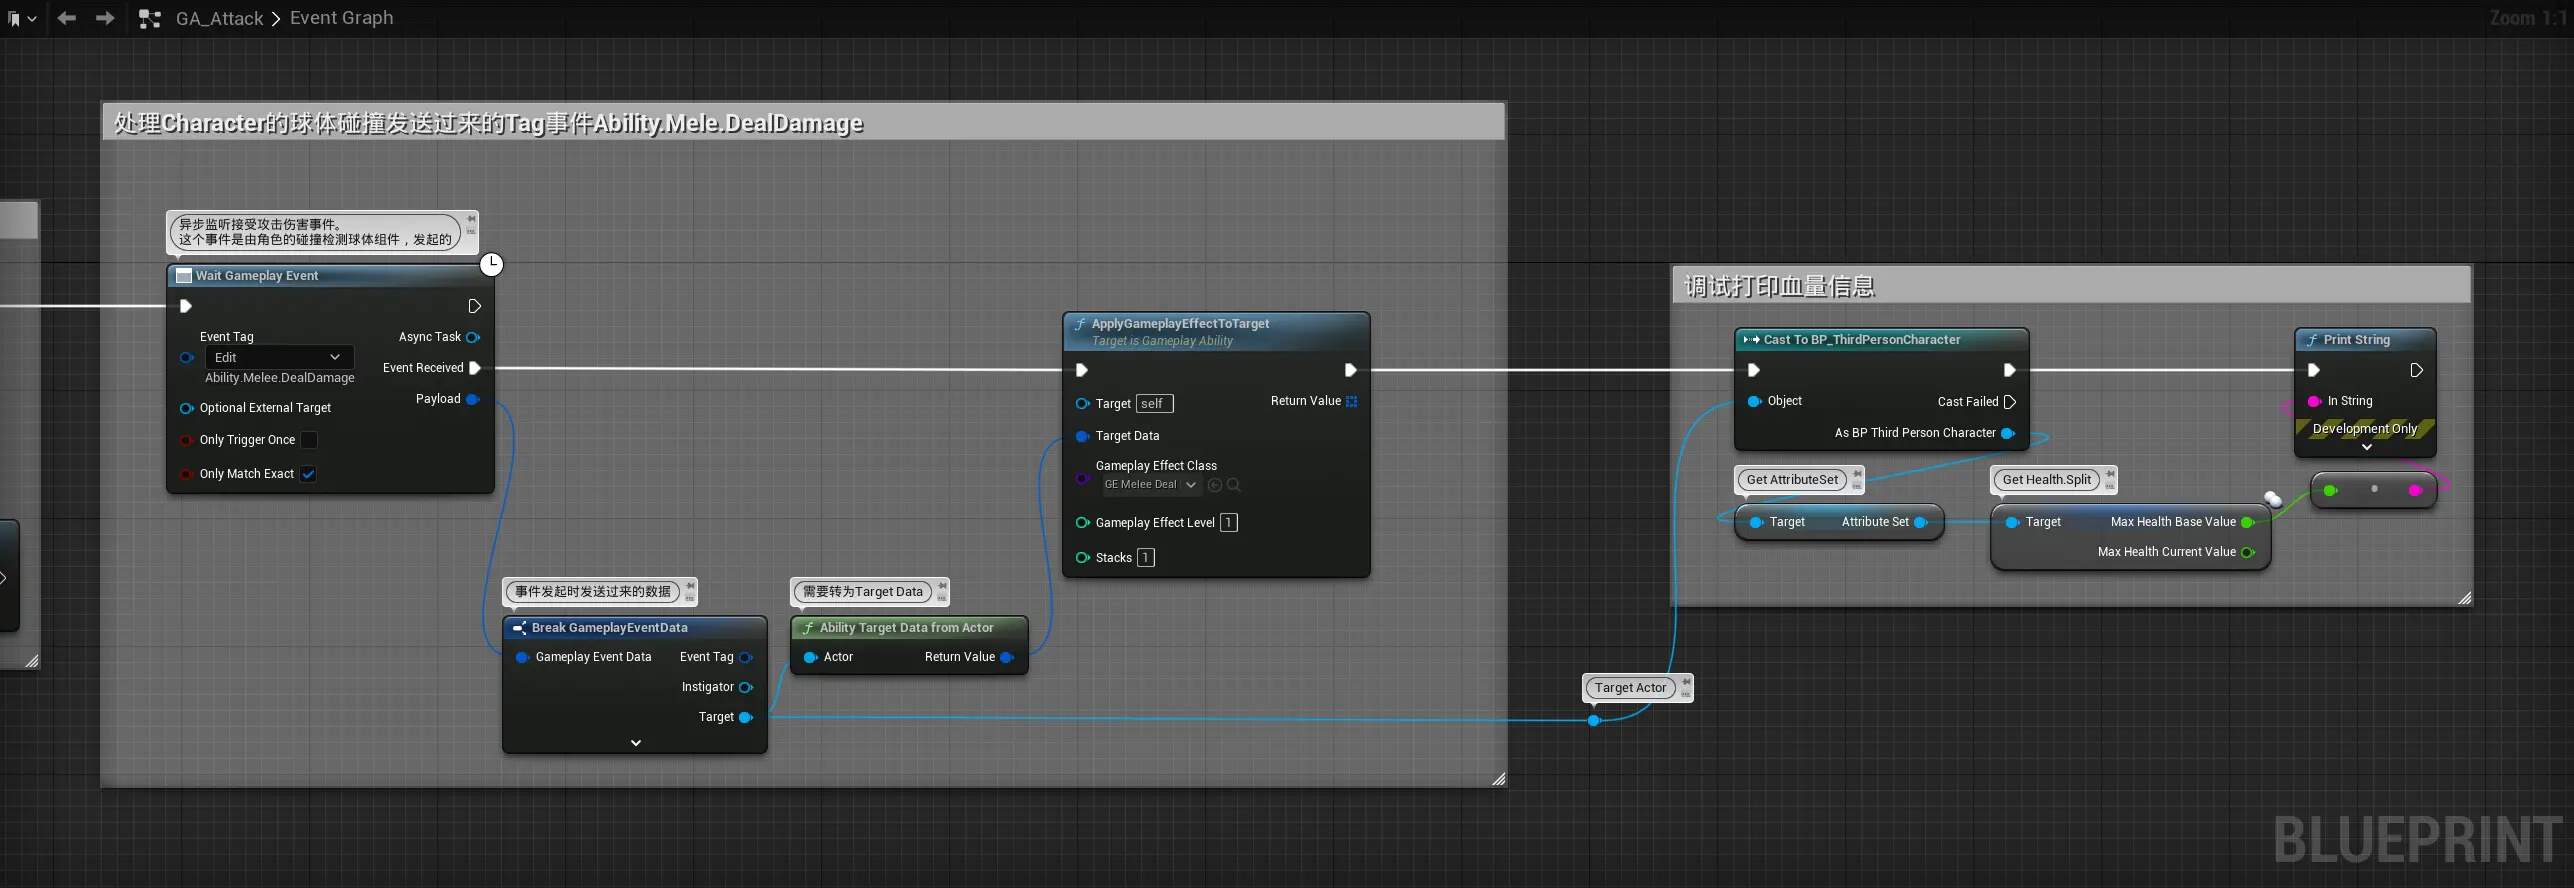 GA_Attack > Event Graph
Zoom 1:1
处理Character的球体碰撞发送过来的Tag事件Ability.Mele.DealDamage
异步监听接受攻击伤害事件。
这个事件是由角色的碰撞检测球体组件，发起的
Wait Gameplay Event
Event Tag
Edit
Ability.Melee.DealDamage
Optional External Target
Only Trigger Once
Only Match Exact
Async Task
Event Received
Payload
事件发起时发送过来的数据
Break GameplayEventData
Gameplay Event Data
Event Tag
Instigator
Target
需要转为Target Data
Ability Target Data from Actor
Actor
Return Value
ApplyGameplayEffectToTarget
Target is Gameplay Ability
Target self
Return Value
Target Data
Gameplay Effect Class
GE Melee Deal
Gameplay Effect Level 1
Stacks 1
Target Actor
调试打印血量信息
Cast To BP_ThirdPersonCharacter
Object
Cast Failed
As BP Third Person Character
Get AttributeSet
Target
Attribute Set
Get Health.Split
Target
Max Health Base Value
Max Health Current Value
Print String
In String
Development Only
BLUEPRINT